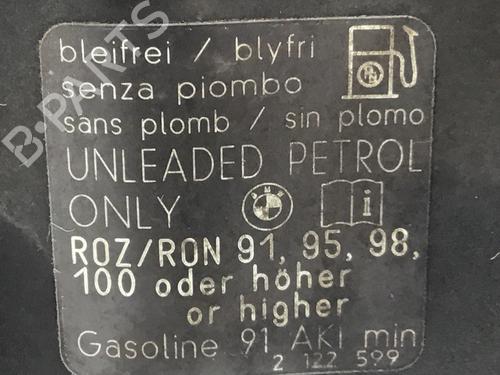 bleifrei / blyfri
senza piombo
sans plomb / sin plomo
UNLEADED PETROL
ONLY
ROZ/RON 91, 95, 98,
100 oder höher
or higher
Gasoline 91 AKI min
2 122 599
B-PARTS